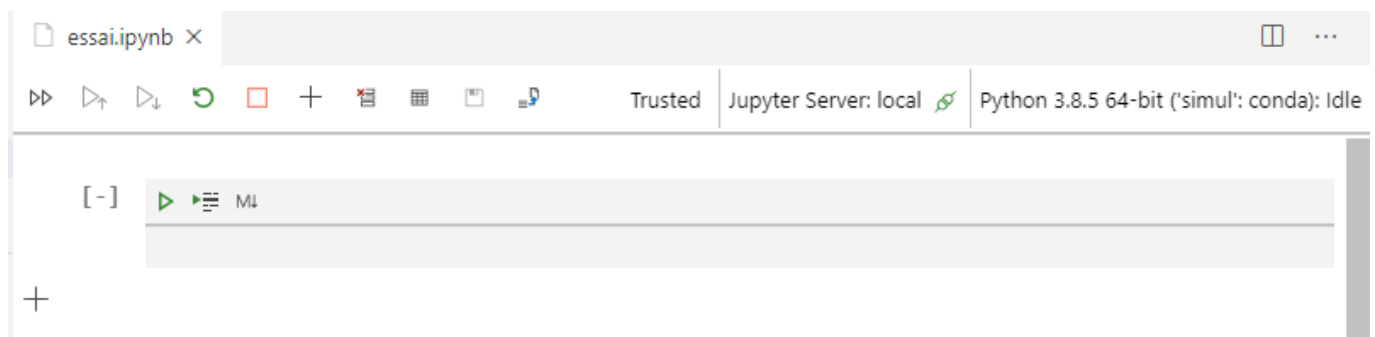 essai.ipynb
Trusted Jupyter Server: local Python 3.8.5 64-bit ('simul': conda): Idle
[-] M↓